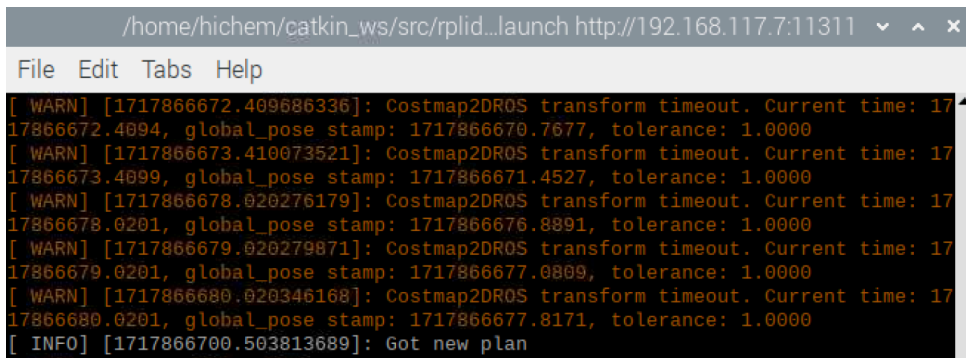 /home/hichem/catkin_ws/src/rplid...launch http://192.168.117.7:11311
File Edit Tabs Help
[ WARN] [1717866672.409686336]: Costmap2DROS transform timeout. Current time: 17
17866672.4094, global_pose stamp: 1717866670.7677, tolerance: 1.0000
[ WARN] [1717866673.410073521]: Costmap2DROS transform timeout. Current time: 17
17866673.4099, global_pose stamp: 1717866671.4527, tolerance: 1.0000
[ WARN] [1717866678.020276179]: Costmap2DROS transform timeout. Current time: 17
17866678.0201, global_pose stamp: 1717866676.8891, tolerance: 1.0000
[ WARN] [1717866679.020279871]: Costmap2DROS transform timeout. Current time: 17
17866679.0201, global_pose stamp: 1717866677.0809, tolerance: 1.0000
[ WARN] [1717866680.020346168]: Costmap2DROS transform timeout. Current time: 17
17866680.0201, global_pose stamp: 1717866677.8171, tolerance: 1.0000
[ INFO] [1717866700.503813689]: Got new plan